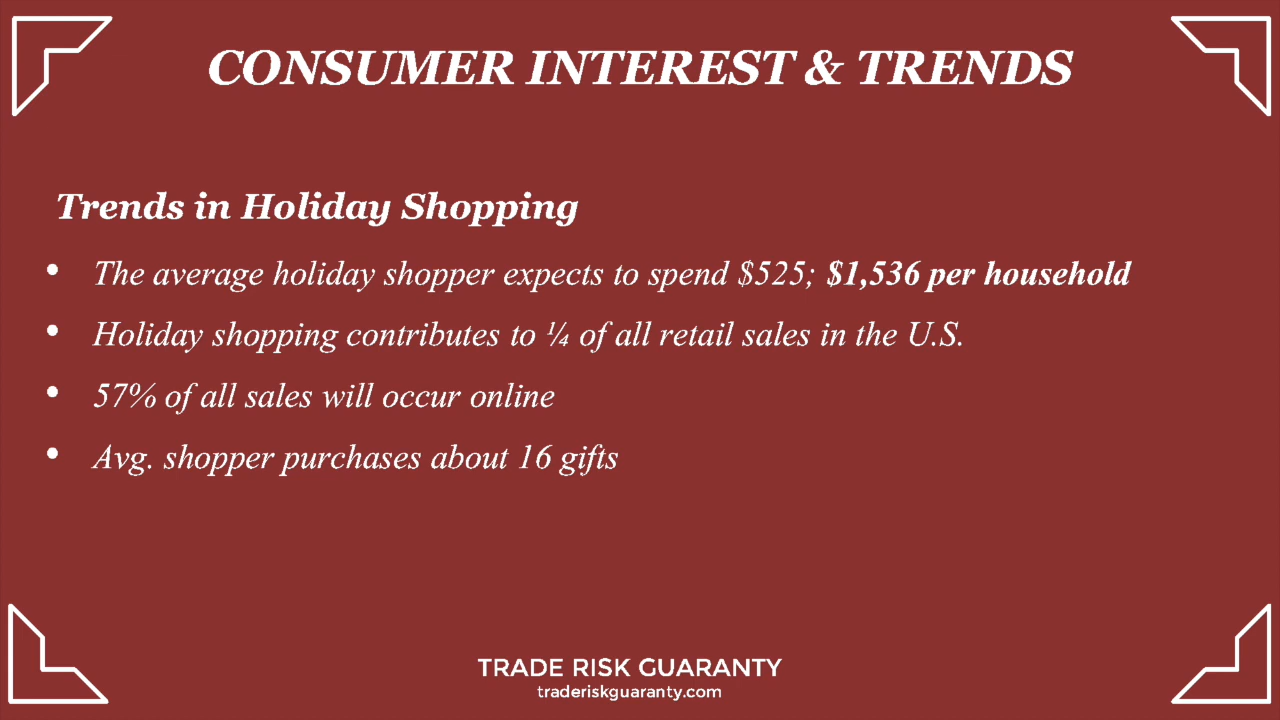 CONSUMER INTEREST & TRENDS
Trends in Holiday Shopping
• The average holiday shopper expects to spend $525; $1,536 per household
• Holiday shopping contributes to ¼ of all retail sales in the U.S.
• 57% of all sales will occur online
• Avg. shopper purchases about 16 gifts
TRADE RISK GUARANTY
traderiskguaranty.com